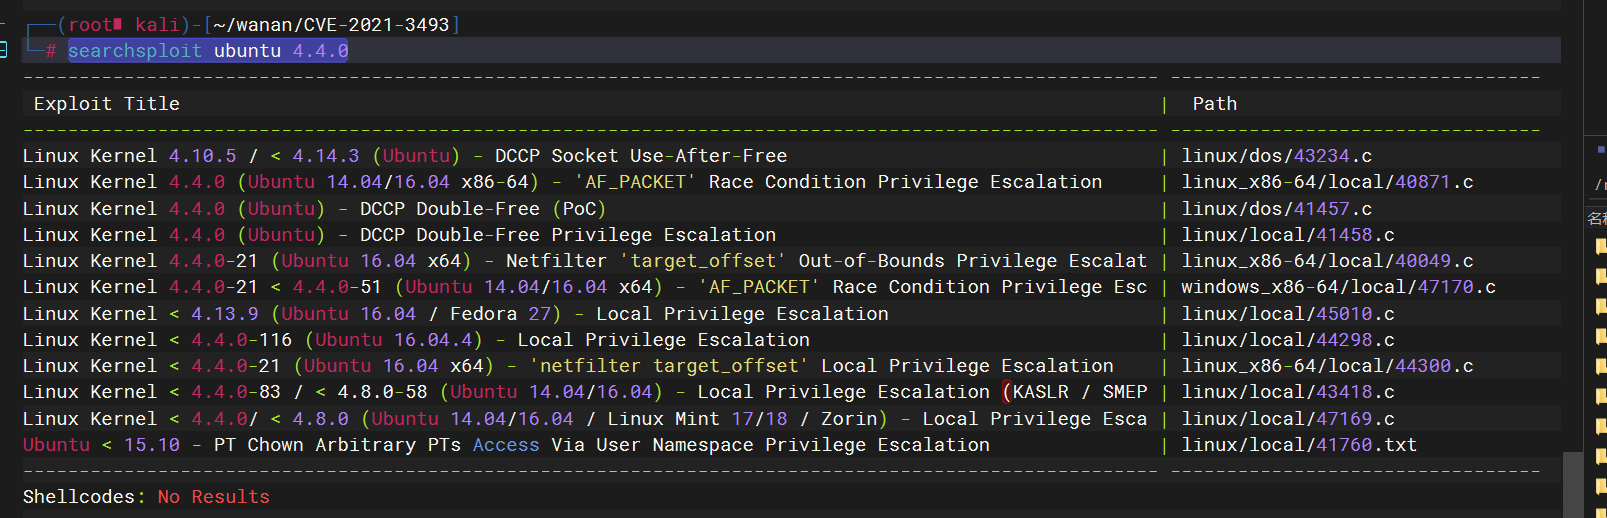 (root kali)-[~/wanan/CVE-2021-3493]
# searchsploit ubuntu 4.4.0
Exploit Title | Path
Linux Kernel 4.10.5 / < 4.14.3 (Ubuntu) - DCCP Socket Use-After-Free | linux/dos/43234.c
Linux Kernel 4.4.0 (Ubuntu 14.04/16.04 x86-64) - 'AF_PACKET' Race Condition Privilege Escalation | linux_x86-64/local/40871.c
Linux Kernel 4.4.0 (Ubuntu) - DCCP Double-Free (PoC) | linux/dos/41457.c
Linux Kernel 4.4.0 (Ubuntu) - DCCP Double-Free Privilege Escalation | linux/local/41458.c
Linux Kernel 4.4.0-21 (Ubuntu 16.04 x64) - Netfilter 'target_offset' Out-of-Bounds Privilege Escalat | linux_x86-64/local/40049.c
Linux Kernel 4.4.0-21 < 4.4.0-51 (Ubuntu 14.04/16.04 x64) - 'AF_PACKET' Race Condition Privilege Esc | windows_x86-64/local/47170.c
Linux Kernel < 4.13.9 (Ubuntu 16.04 / Fedora 27) - Local Privilege Escalation | linux/local/45010.c
Linux Kernel < 4.4.0-116 (Ubuntu 16.04.4) - Local Privilege Escalation | linux/local/44298.c
Linux Kernel < 4.4.0-21 (Ubuntu 16.04 x64) - 'netfilter target_offset' Local Privilege Escalation | linux_x86-64/local/44300.c
Linux Kernel < 4.4.0-83 / < 4.8.0-58 (Ubuntu 14.04/16.04) - Local Privilege Escalation (KASLR / SMEP | linux/local/43418.c
Linux Kernel < 4.4.0/ < 4.8.0 (Ubuntu 14.04/16.04 / Linux Mint 17/18 / Zorin) - Local Privilege Esca | linux/local/47169.c
Ubuntu < 15.10 - PT Chown Arbitrary PTs Access Via User Namespace Privilege Escalation | linux/local/41760.txt
Shellcodes: No Results